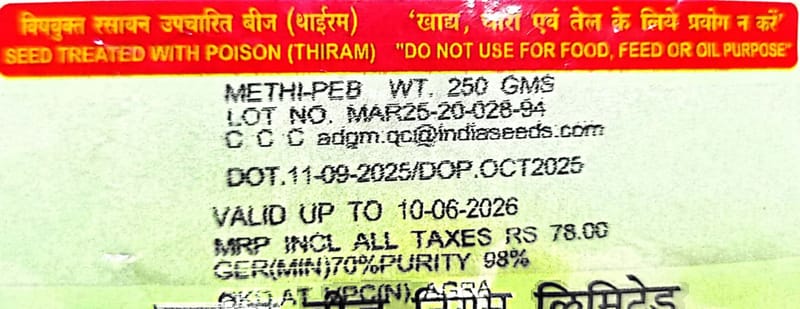 विषयुक्त रसायन उपचारित बीज (थाईरम) 'खाद्य, चारा एवं तेल के लिये प्रयोग न करें'
SEED TREATED WITH POISON (THIRAM) "DO NOT USE FOR FOOD, FEED OR OIL PURPOSE"
METHI-PEB WT. 250 GMS
LOT NO. MAR25-20-028-94
C C C adgm.qc@indiaseeds.com
DOT.11-09-2025/DOP.OCT2025
VALID UP TO 10-06-2026
MRP INCL ALL TAXES RS 78.00
GER(MIN)70%PURITY 98%
AGRA
लिमिटेड